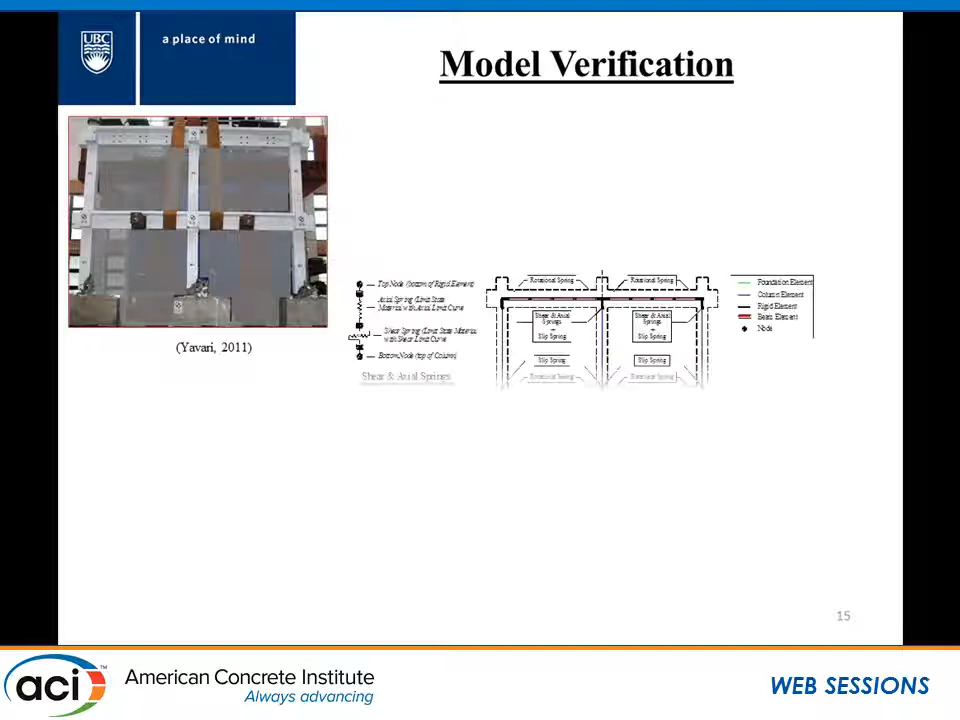 UBC
a place of mind
Model Verification
(Yavari, 2011)
Top Node (bottom of Rigid Element)
Axial Spring (Limit State
Material with Axial Limit Curve
Shear Spring (Limit State Material
with Shear Limit Curve
Bottom Node (top of Column)
Shear & Axial Springs
Rotational Spring
Rotational Spring
Shear & Axial
Springs
+
Slip Spring
Shear & Axial
Springs
+
Slip Spring
Slip Spring
Slip Spring
Rotational Spring
Rotational Spring
Foundation Element
Column Element
Rigid Element
Beam Element
Node
15
aci™
American Concrete Institute
Always advancing
WEB SESSIONS